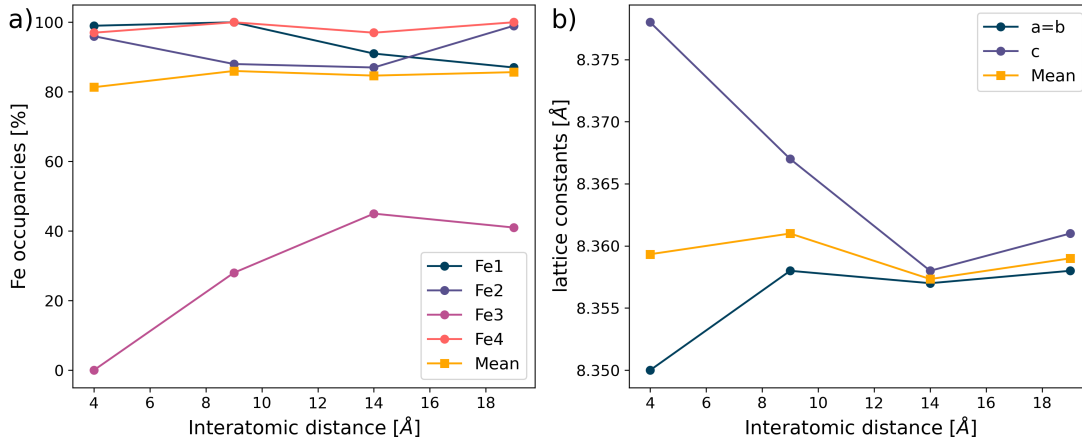 a)
Fe occupancies [%]
100
80
60
40
20
0
4 6 8 10 12 14 16 18
Interatomic distance [Å]
Fe1
Fe2
Fe3
Fe4
Mean
b)
lattice constants [Å]
8.375
8.370
8.365
8.360
8.355
8.350
4 6 8 10 12 14 16 18
Interatomic distance [Å]
a=b
c
Mean